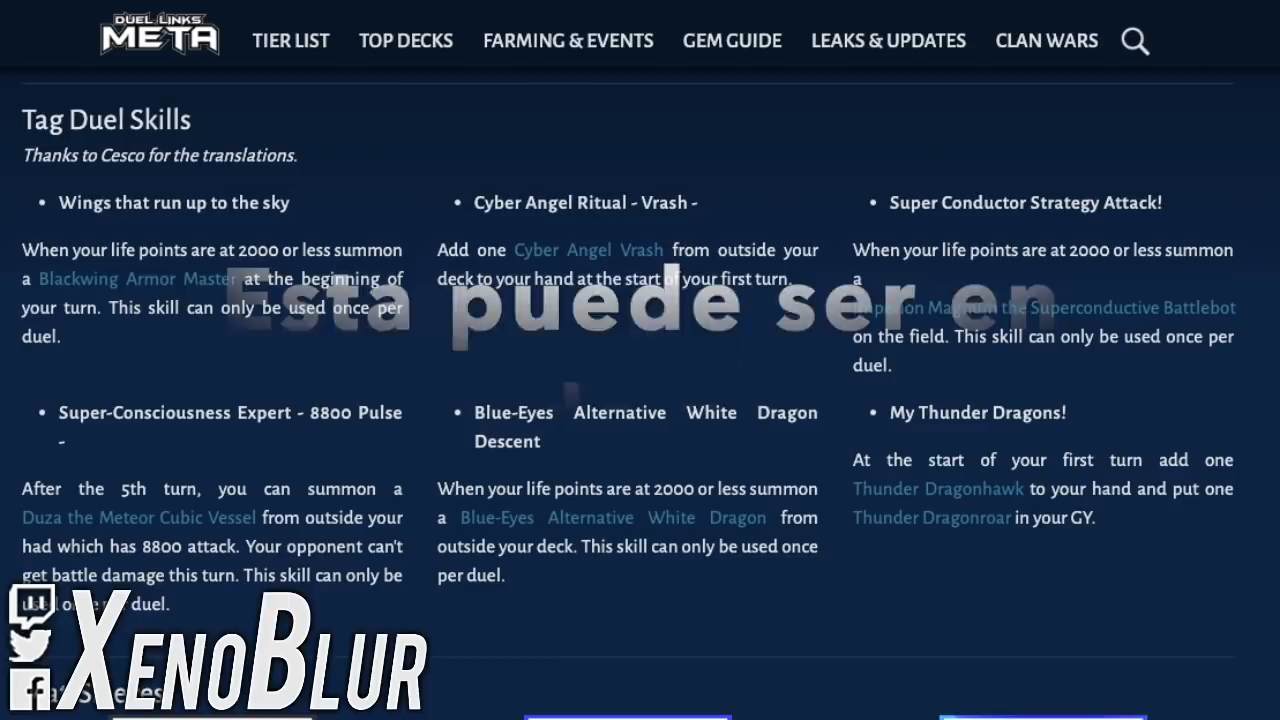 DUEL LINKS
META
TIER LIST TOP DECKS FARMING & EVENTS GEM GUIDE LEAKS & UPDATES CLAN WARS
Tag Duel Skills
Thanks to Cesco for the translations.
• Wings that run up to the sky
When your life points are at 2000 or less summon
a Blackwing Armor Master at the beginning of
your turn. This skill can only be used once per
duel.
• Cyber Angel Ritual - Vrash -
Add one Cyber Angel Vrash from outside your
deck to your hand at the start of your first turn.
• Super Conductor Strategy Attack!
When your life points are at 2000 or less summon
a
Imperion Magnum the Superconductive Battlebot
on the field. This skill can only be used once per
duel.
Esta puede ser en
• Super-Consciousness Expert - 8800 Pulse
-
After the 5th turn, you can summon a
Duza the Meteor Cubic Vessel from outside your
had which has 8800 attack. Your opponent can't
get battle damage this turn. This skill can only be
used once per duel.
• Blue-Eyes Alternative White Dragon
Descent
When your life points are at 2000 or less summon
a Blue-Eyes Alternative White Dragon from
outside your deck. This skill can only be used once
per duel.
• My Thunder Dragons!
At the start of your first turn add one
Thunder Dragonhawk to your hand and put one
Thunder Dragonroar in your GY.
XENOBLUR